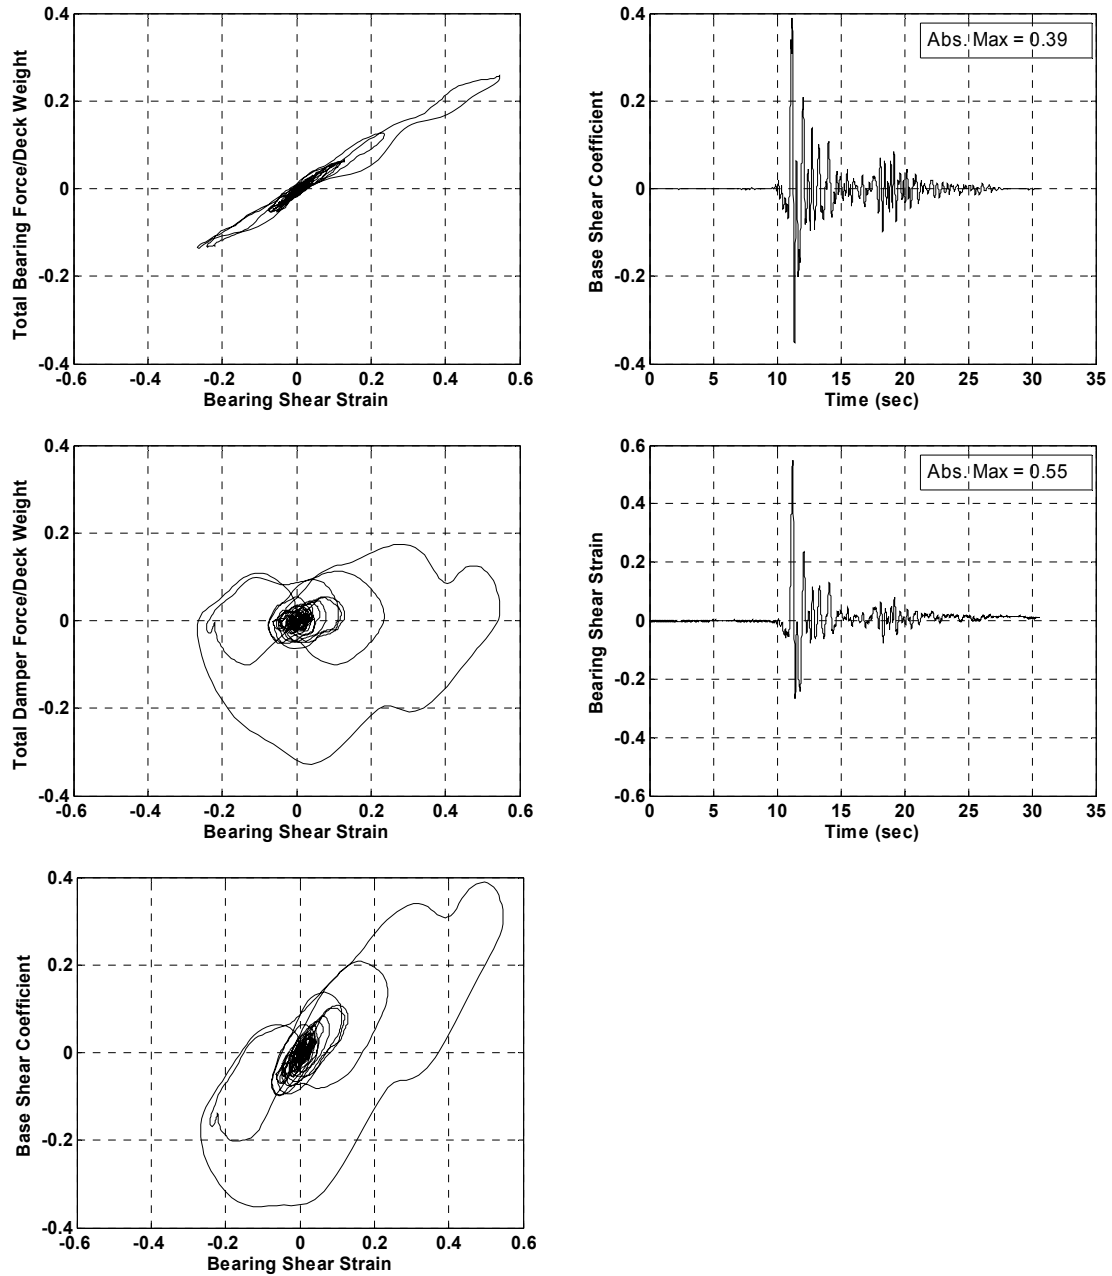 Total Bearing Force/Deck Weight
0.4
0.2
0
-0.2
-0.4
-0.6 -0.4 -0.2 0 0.2 0.4 0.6
Bearing Shear Strain
Base Shear Coefficient
0.4
0.2
0
-0.2
-0.4
Abs. Max = 0.39
0 5 10 15 20 25 30 35
Time (sec)
Total Damper Force/Deck Weight
0.4
0.2
0
-0.2
-0.4
-0.6 -0.4 -0.2 0 0.2 0.4 0.6
Bearing Shear Strain
Bearing Shear Strain
0.6
0.4
0.2
0
-0.2
-0.4
-0.6
Abs. Max = 0.55
0 5 10 15 20 25 30 35
Time (sec)
Base Shear Coefficient
0.4
0.2
0
-0.2
-0.4
-0.6 -0.4 -0.2 0 0.2 0.4 0.6
Bearing Shear Strain